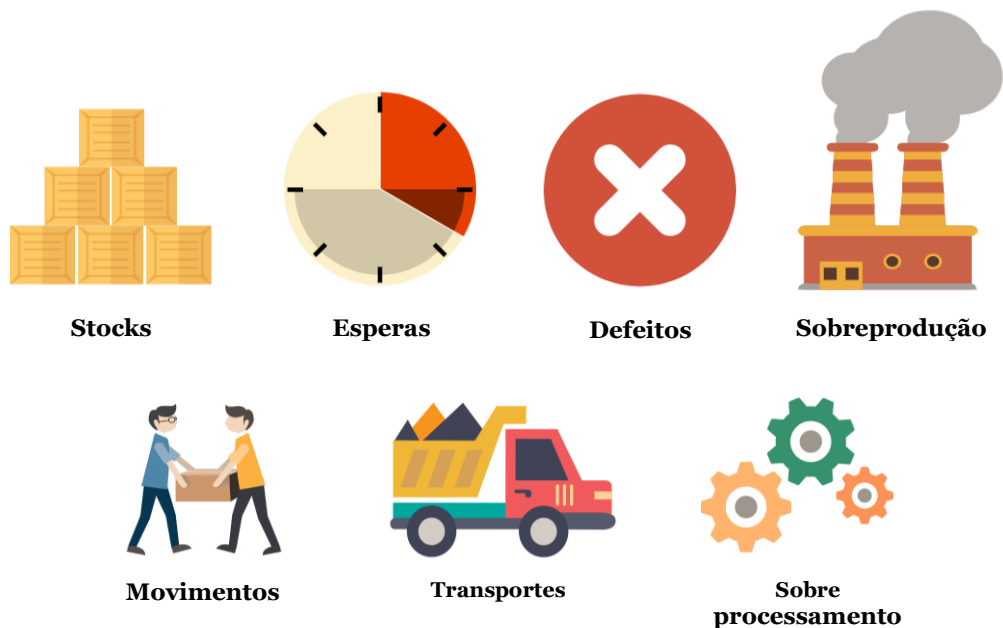 Stocks
Esperas
Defeitos
Sobreprodução
Movimentos
Transportes
Sobre
processamento